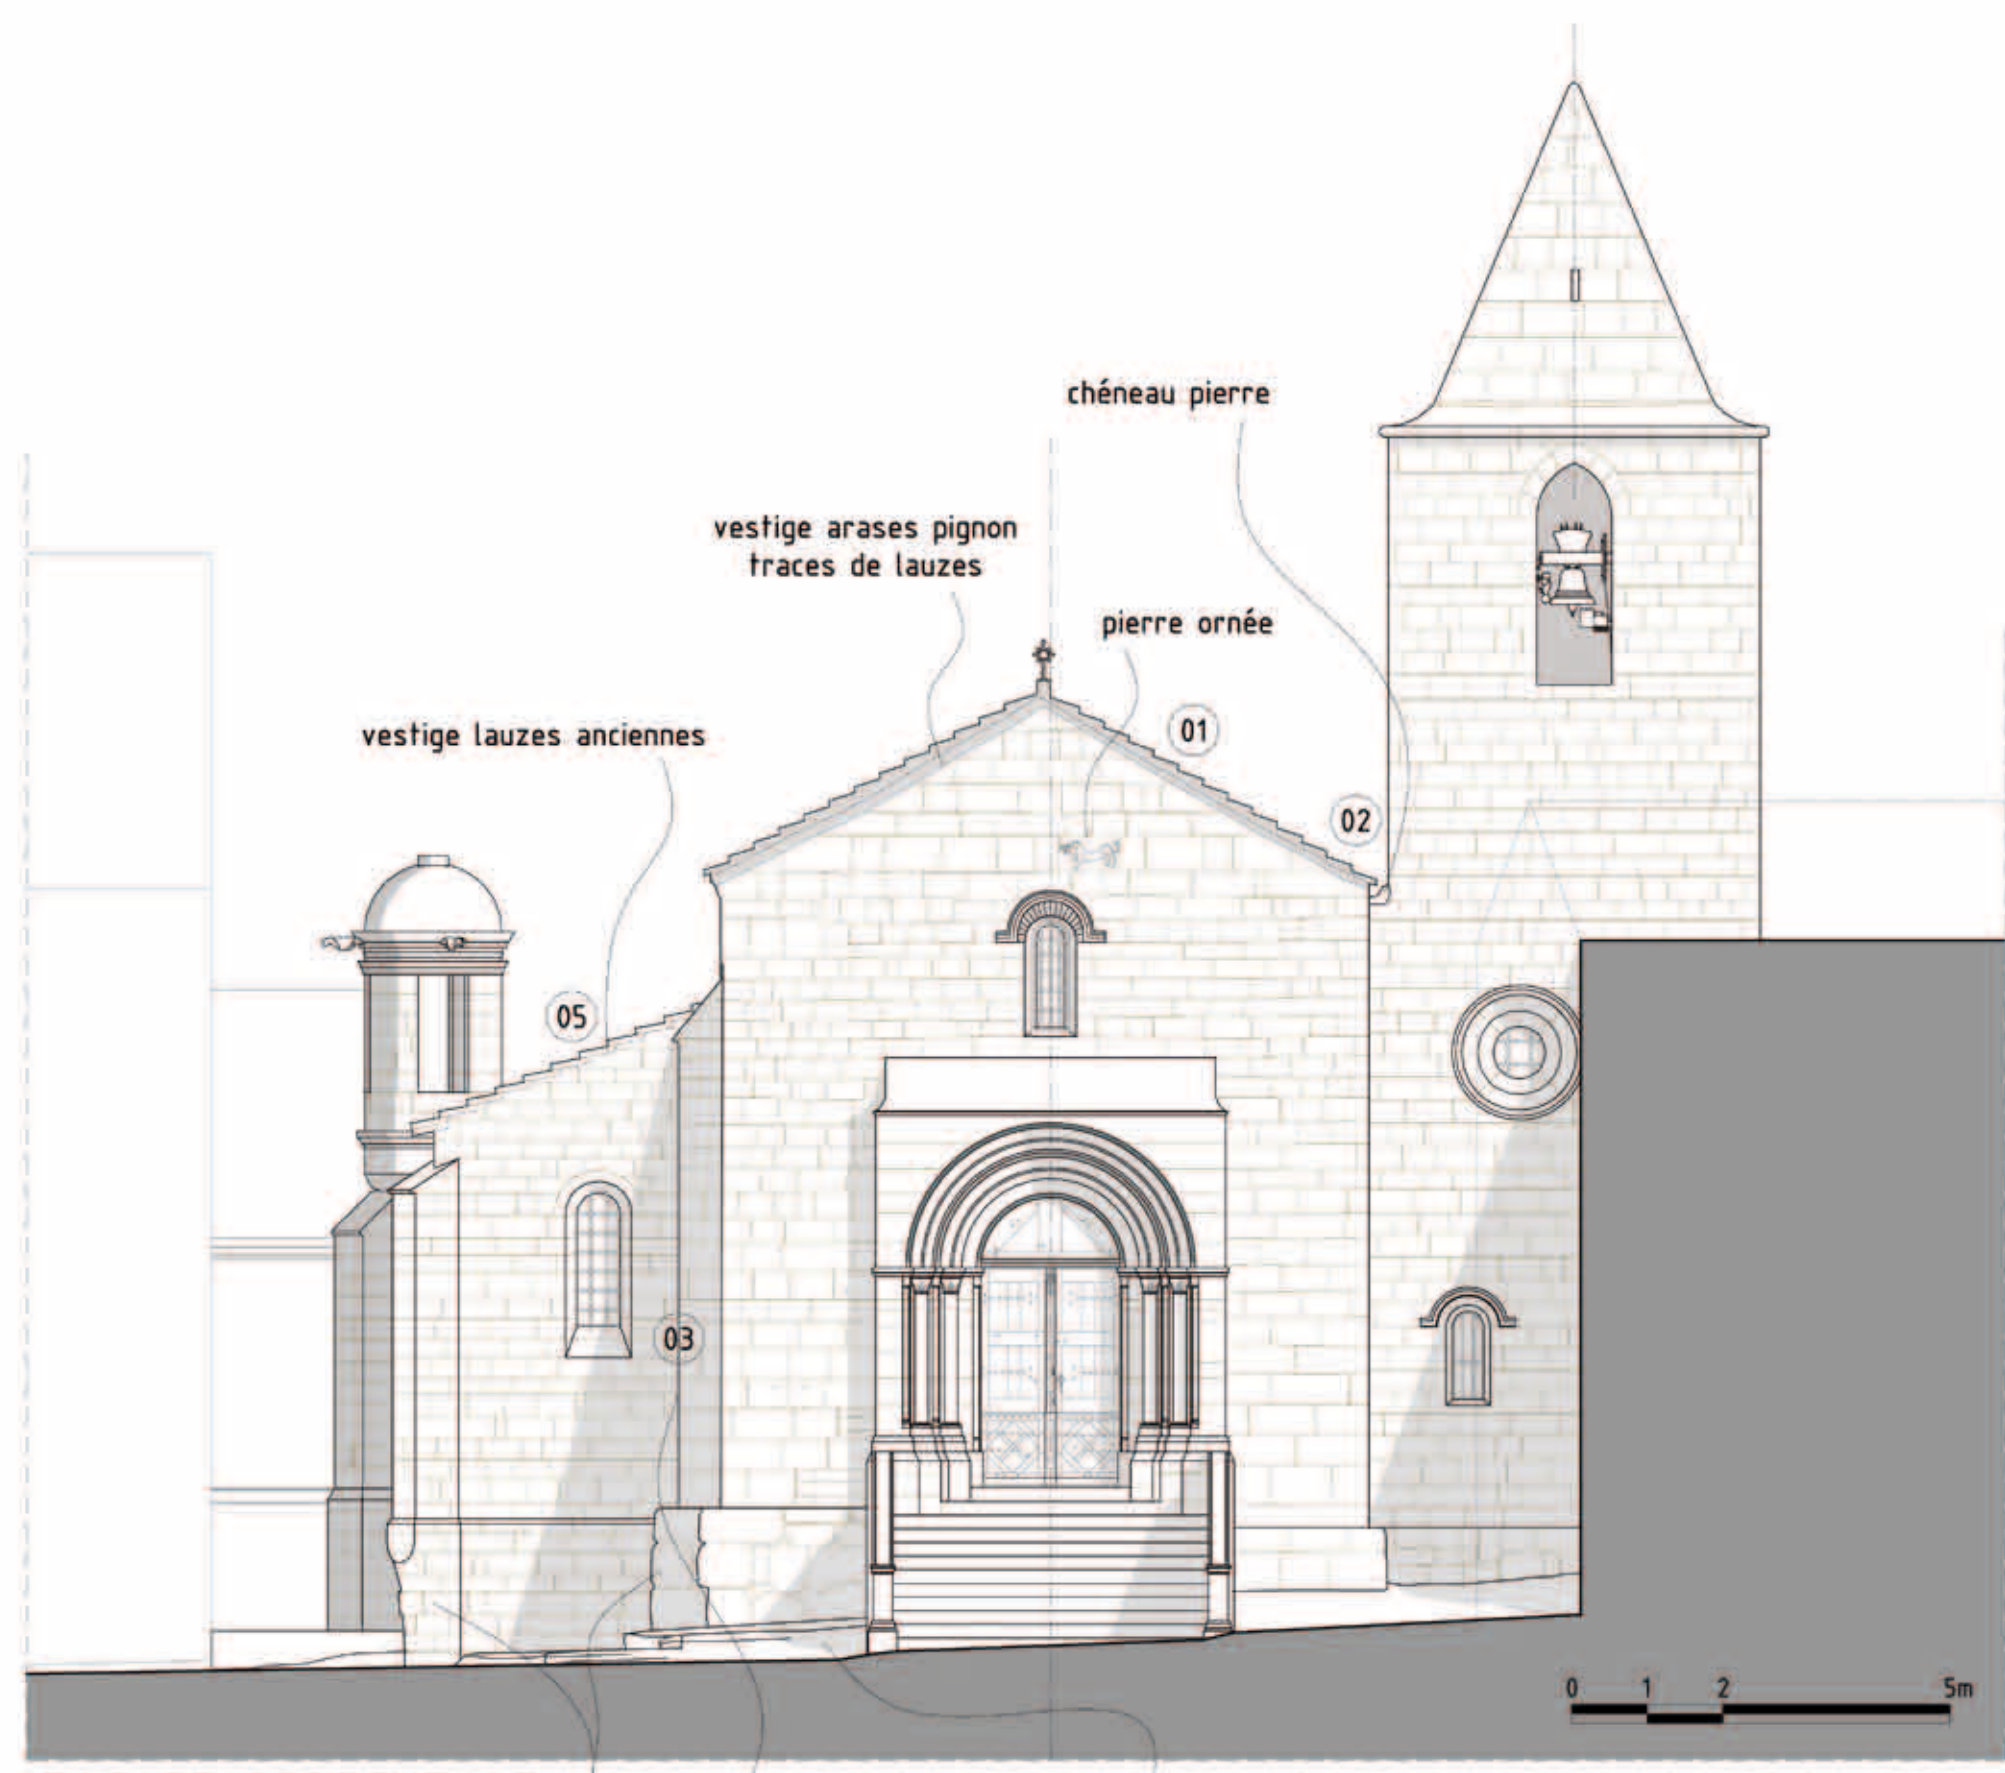 chéneau pierre
vestige arases pignon
traces de lauzes
pierre ornée
01
vestige lauzes anciennes
02
05
03
0 1 2 5m